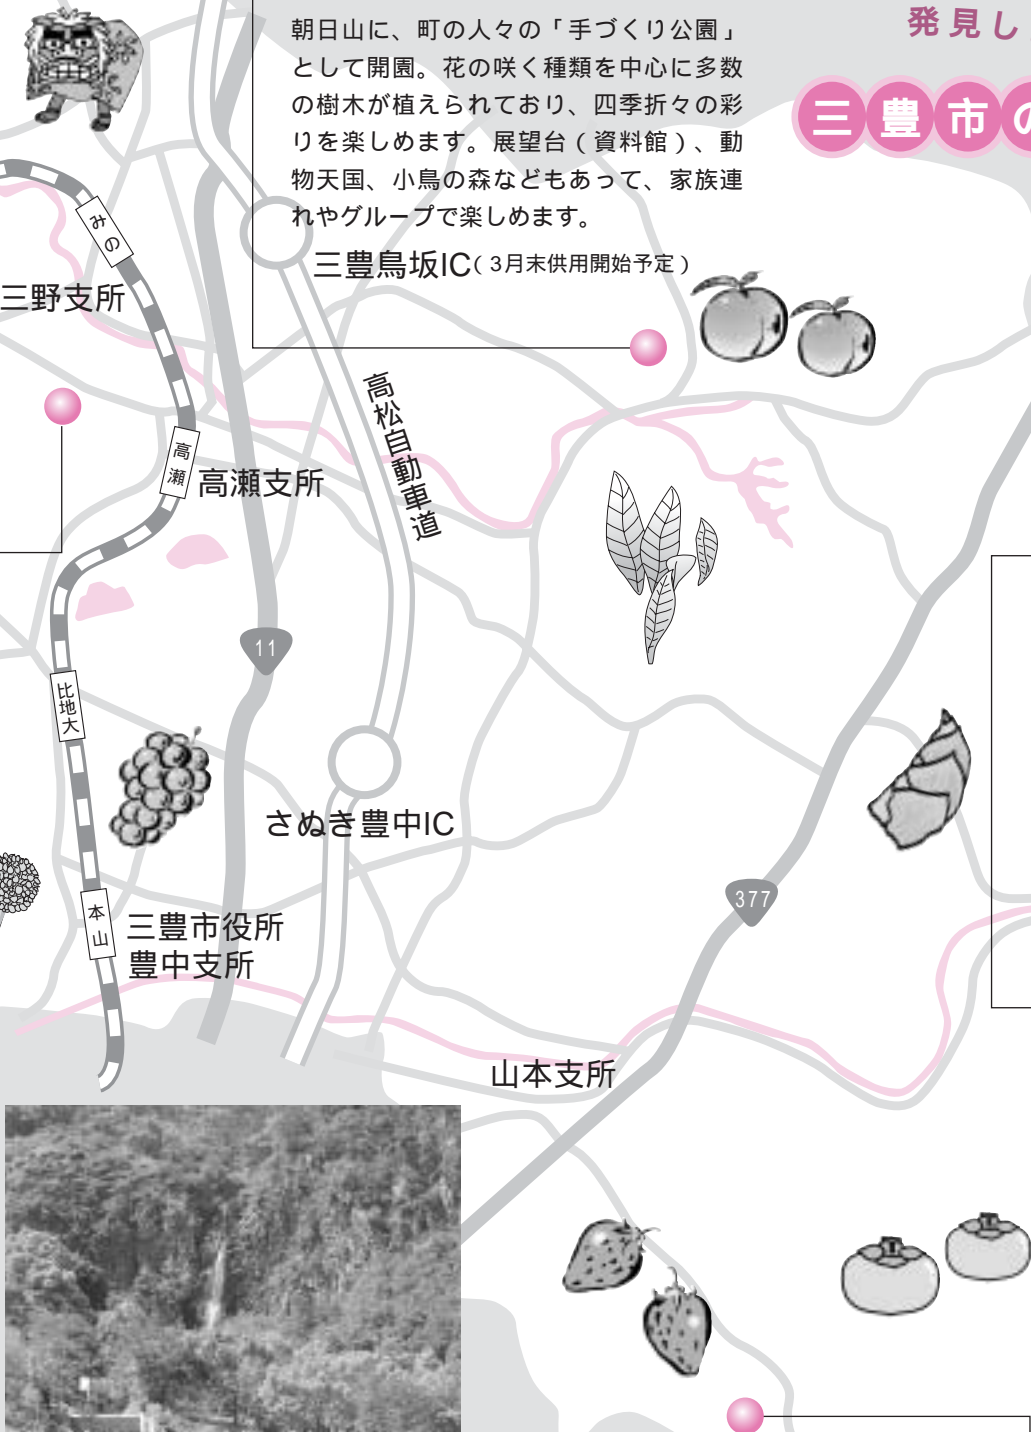 発見し
三豊市の
朝日山に、町の人々の「手づくり公園」
として開園。花の咲く種類を中心に多数
の樹木が植えられており、四季折々の彩
りを楽しめます。展望台（資料館）、動
物天国、小鳥の森などもあって、家族連
れやグループで楽しめます。
三豊鳥坂IC（3月末供用開始予定）
みの
三野支所
高松自動車道
高瀬
高瀬支所
11
比地大
さぬき豊中IC
377
本山
三豊市役所
豊中支所
山本支所